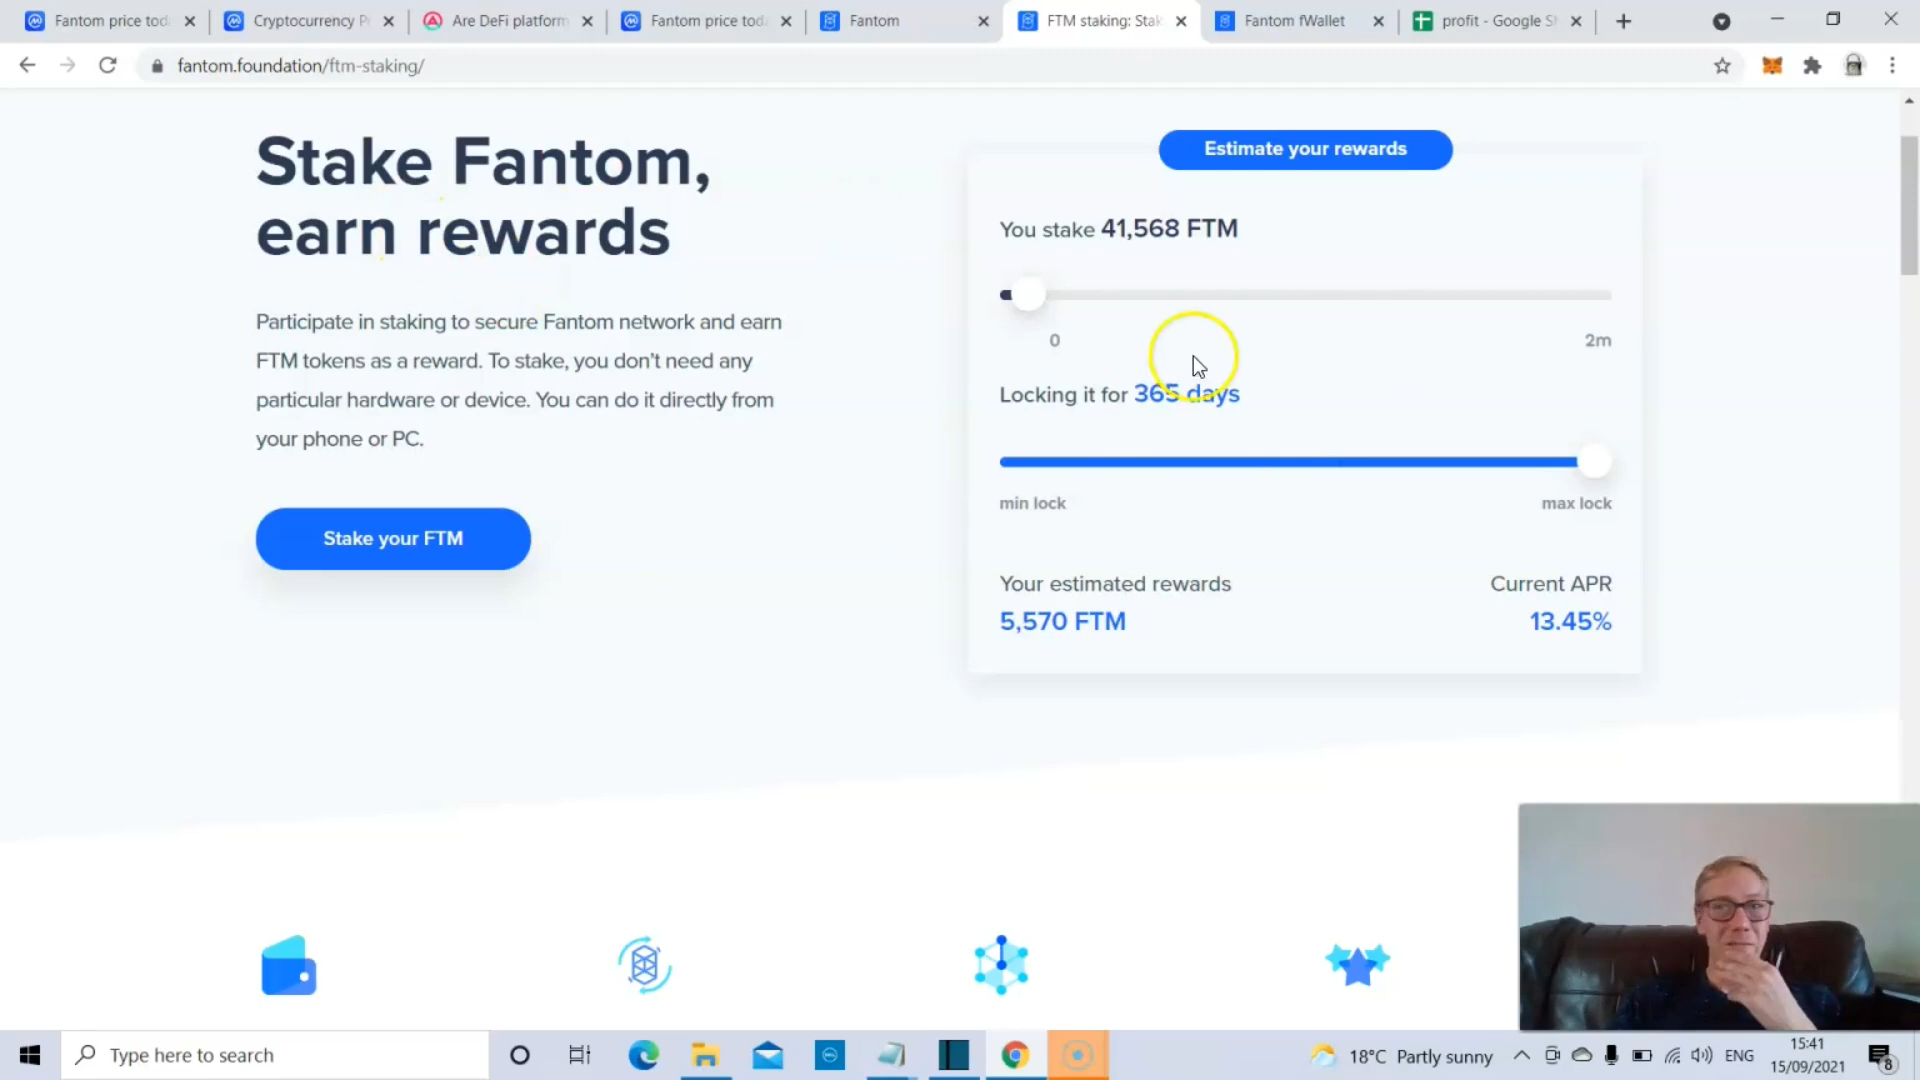 Fantom price tod
Cryptocurrency P
Are DeFi platform
Fantom price tod
Fantom
FTM staking: Stak
Fantom fWallet
profit - Google S
fantom.foundation/ftm-staking/
Stake Fantom,
earn rewards
Participate in staking to secure Fantom network and earn
FTM tokens as a reward. To stake, you don't need any
particular hardware or device. You can do it directly from
your phone or PC.
Stake your FTM
Estimate your rewards
You stake 41,568 FTM
0
2m
Locking it for 365 days
min lock
max lock
Your estimated rewards
Current APR
5,570 FTM
13.45%
Type here to search
18°C Partly sunny
ENG
15:41
15/09/2021
8